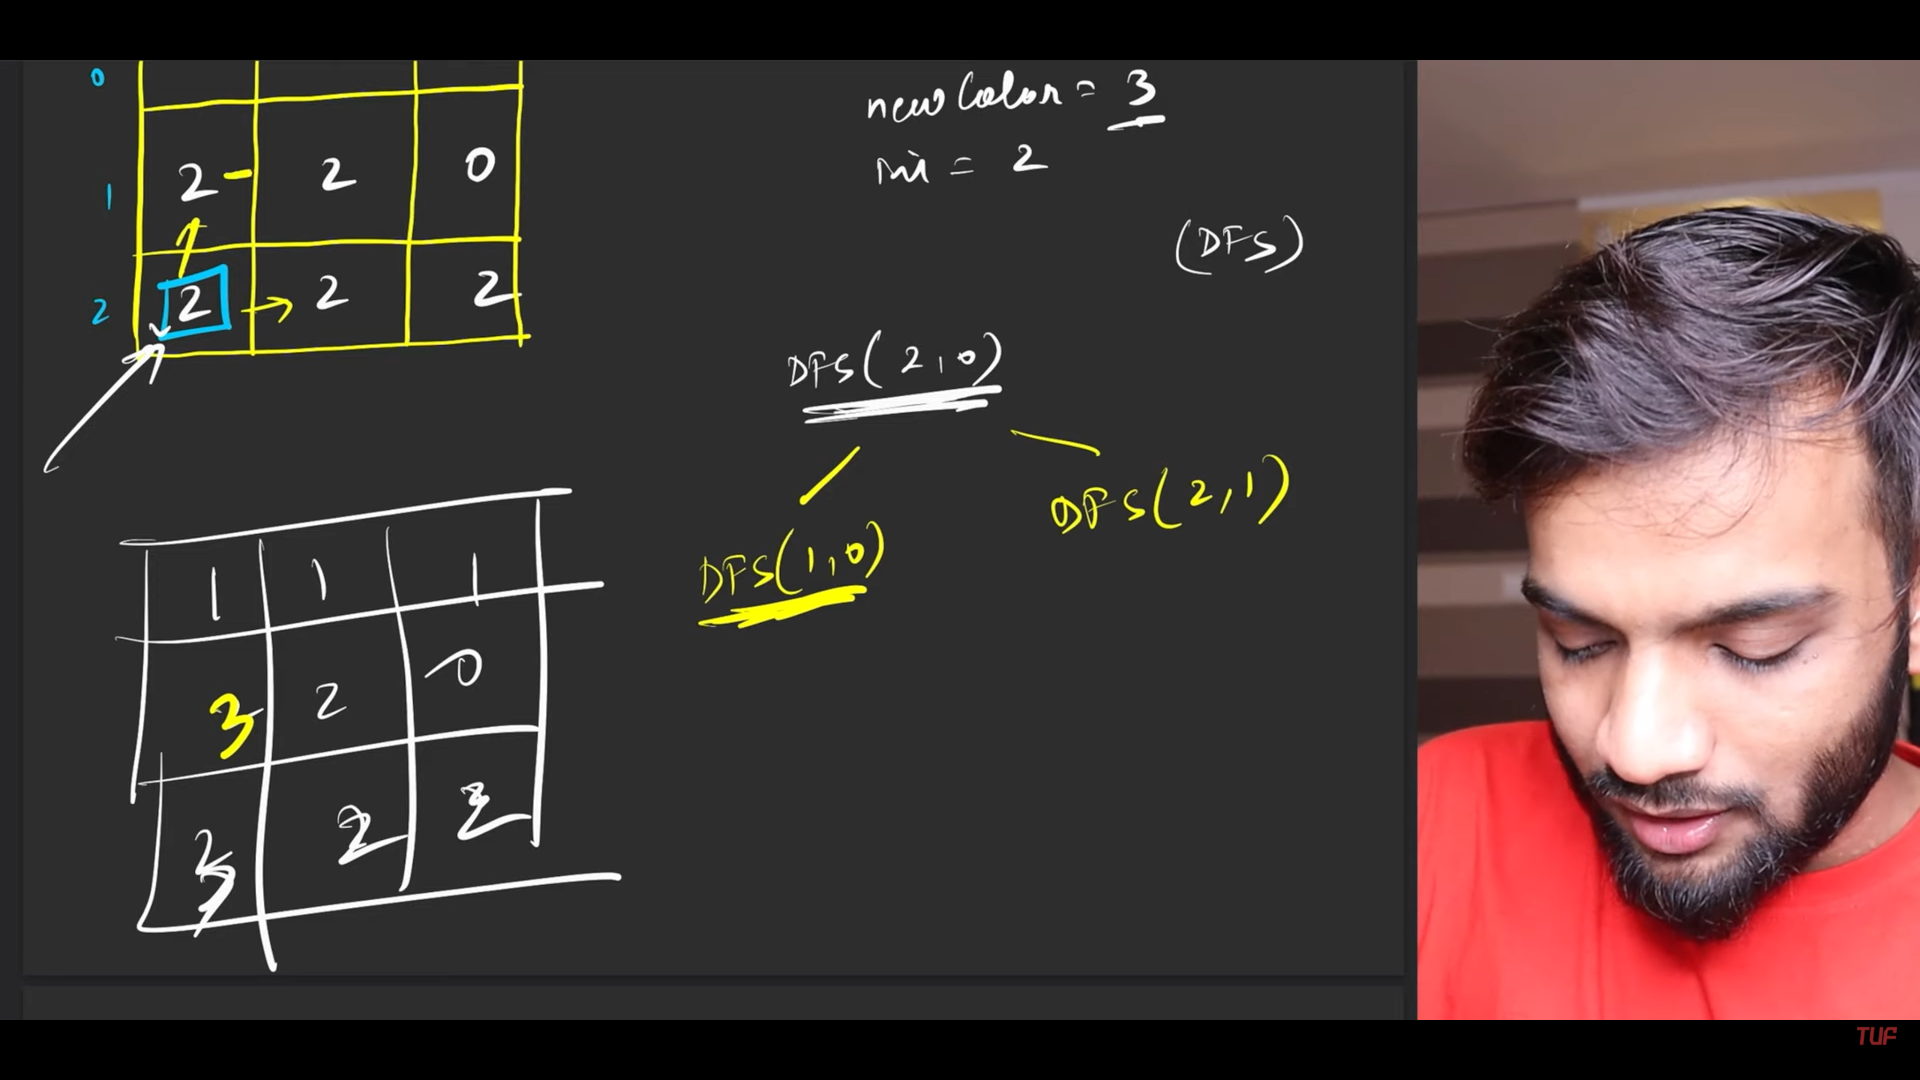 0
newColor = 3
1 2 2 0
ini = 2
(DFS)
2 2 2 2
DFS(2,0)
DFS(1,0) DFS(2,1)
1 1 1
3 2 0
3 2 2
TUF